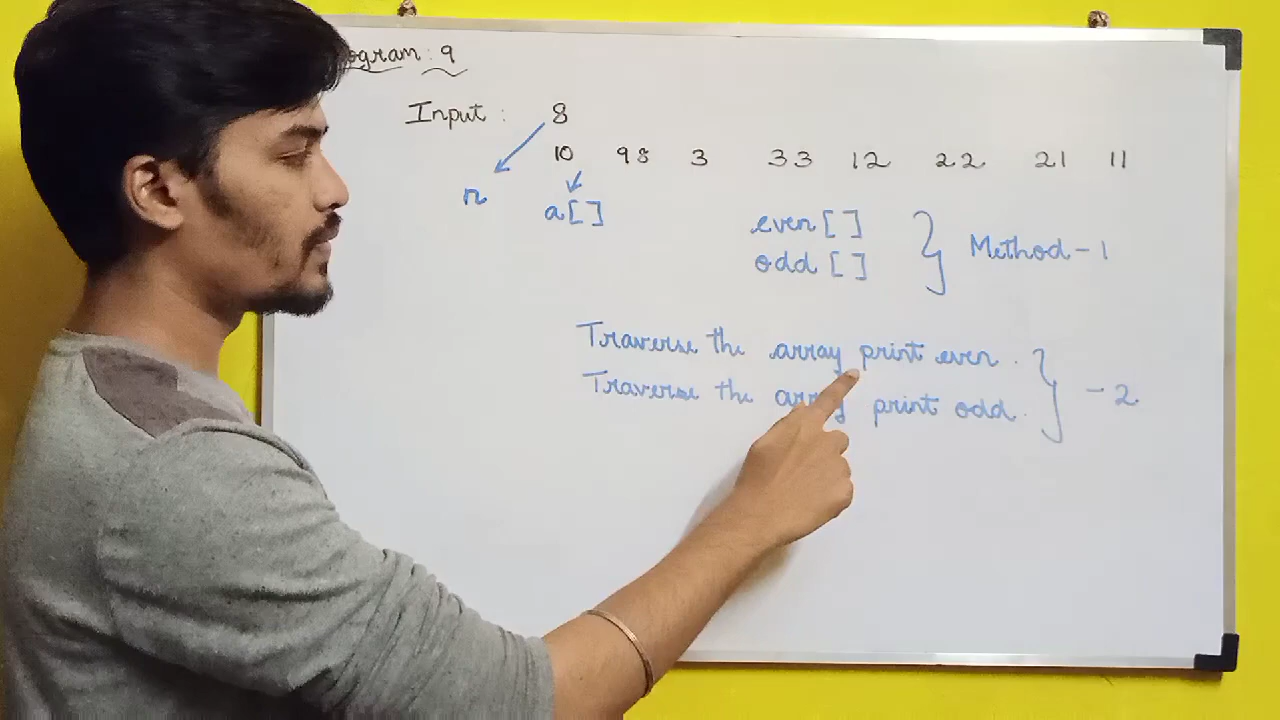 ogram : 9
Input : 8
10 98 3 33 12 22 21 11
n a[ ]
even [ ]
odd [ ] } Method - 1
Traverse the array print even .
Traverse the array print odd . } - 2